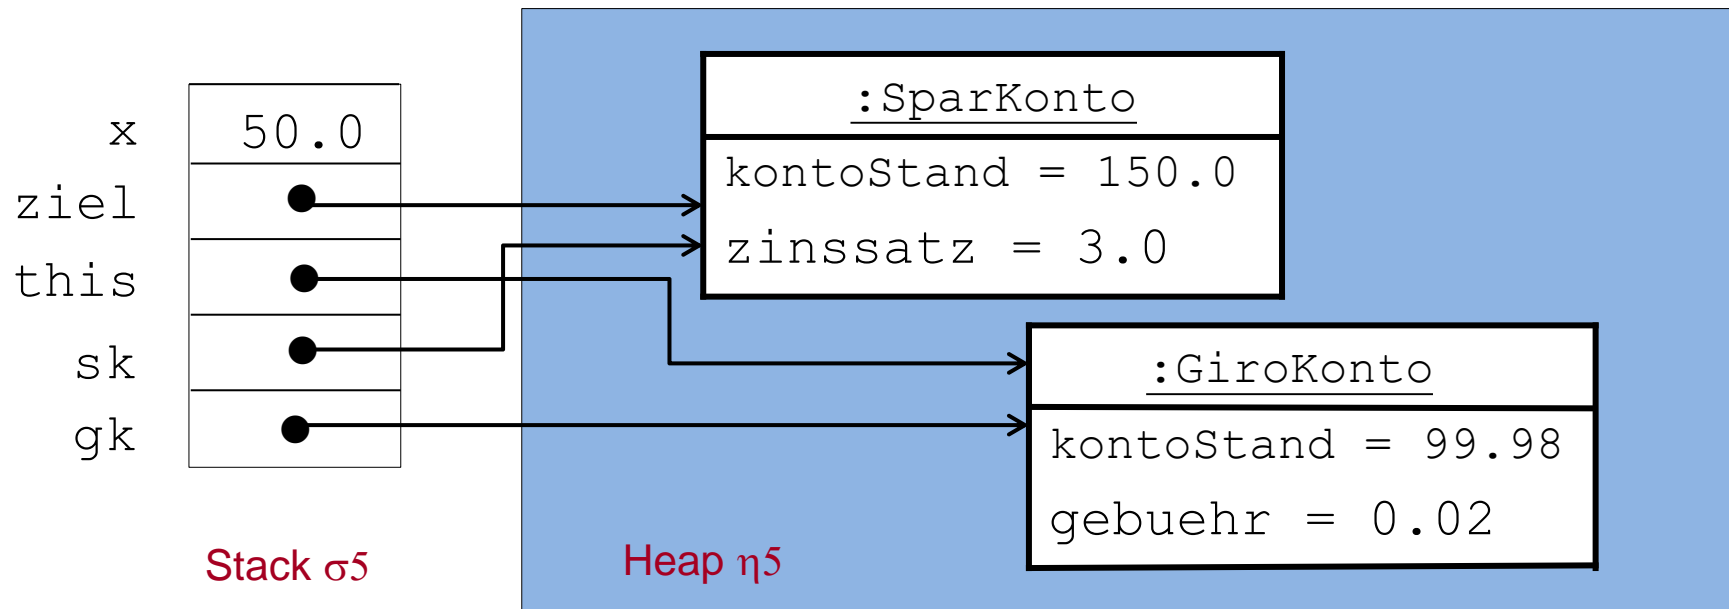 x 50.0
ziel
this
sk
gk
Stack σ5
:SparKonto
kontoStand = 150.0
zinssatz = 3.0
:GiroKonto
kontoStand = 99.98
gebuehr = 0.02
Heap η5